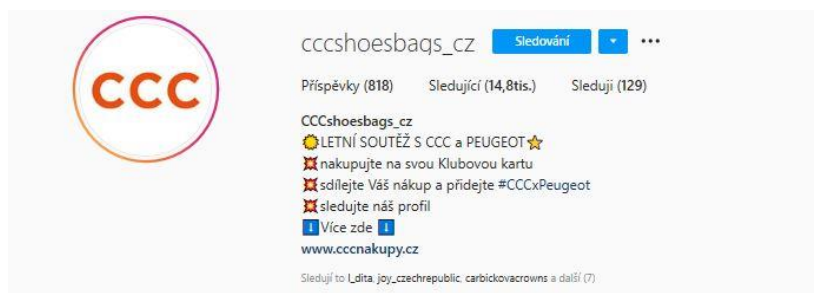 CCC
cccshoesbags_cz Sledování
Příspěvky (818) Sledující (14,8tis.) Sleduji (129)
CCCshoesbags_cz
LETNÍ SOUTĚŽ S CCC a PEUGEOT
nakupujte na svou Klubovou kartu
sdílejte Váš nákup a přidejte #CCCxPeugeot
sledujte náš profil
Více zde
www.cccnakupy.cz
Sledují to l_dita, joy_czechrepublic, carbickovacrowns a další (7)